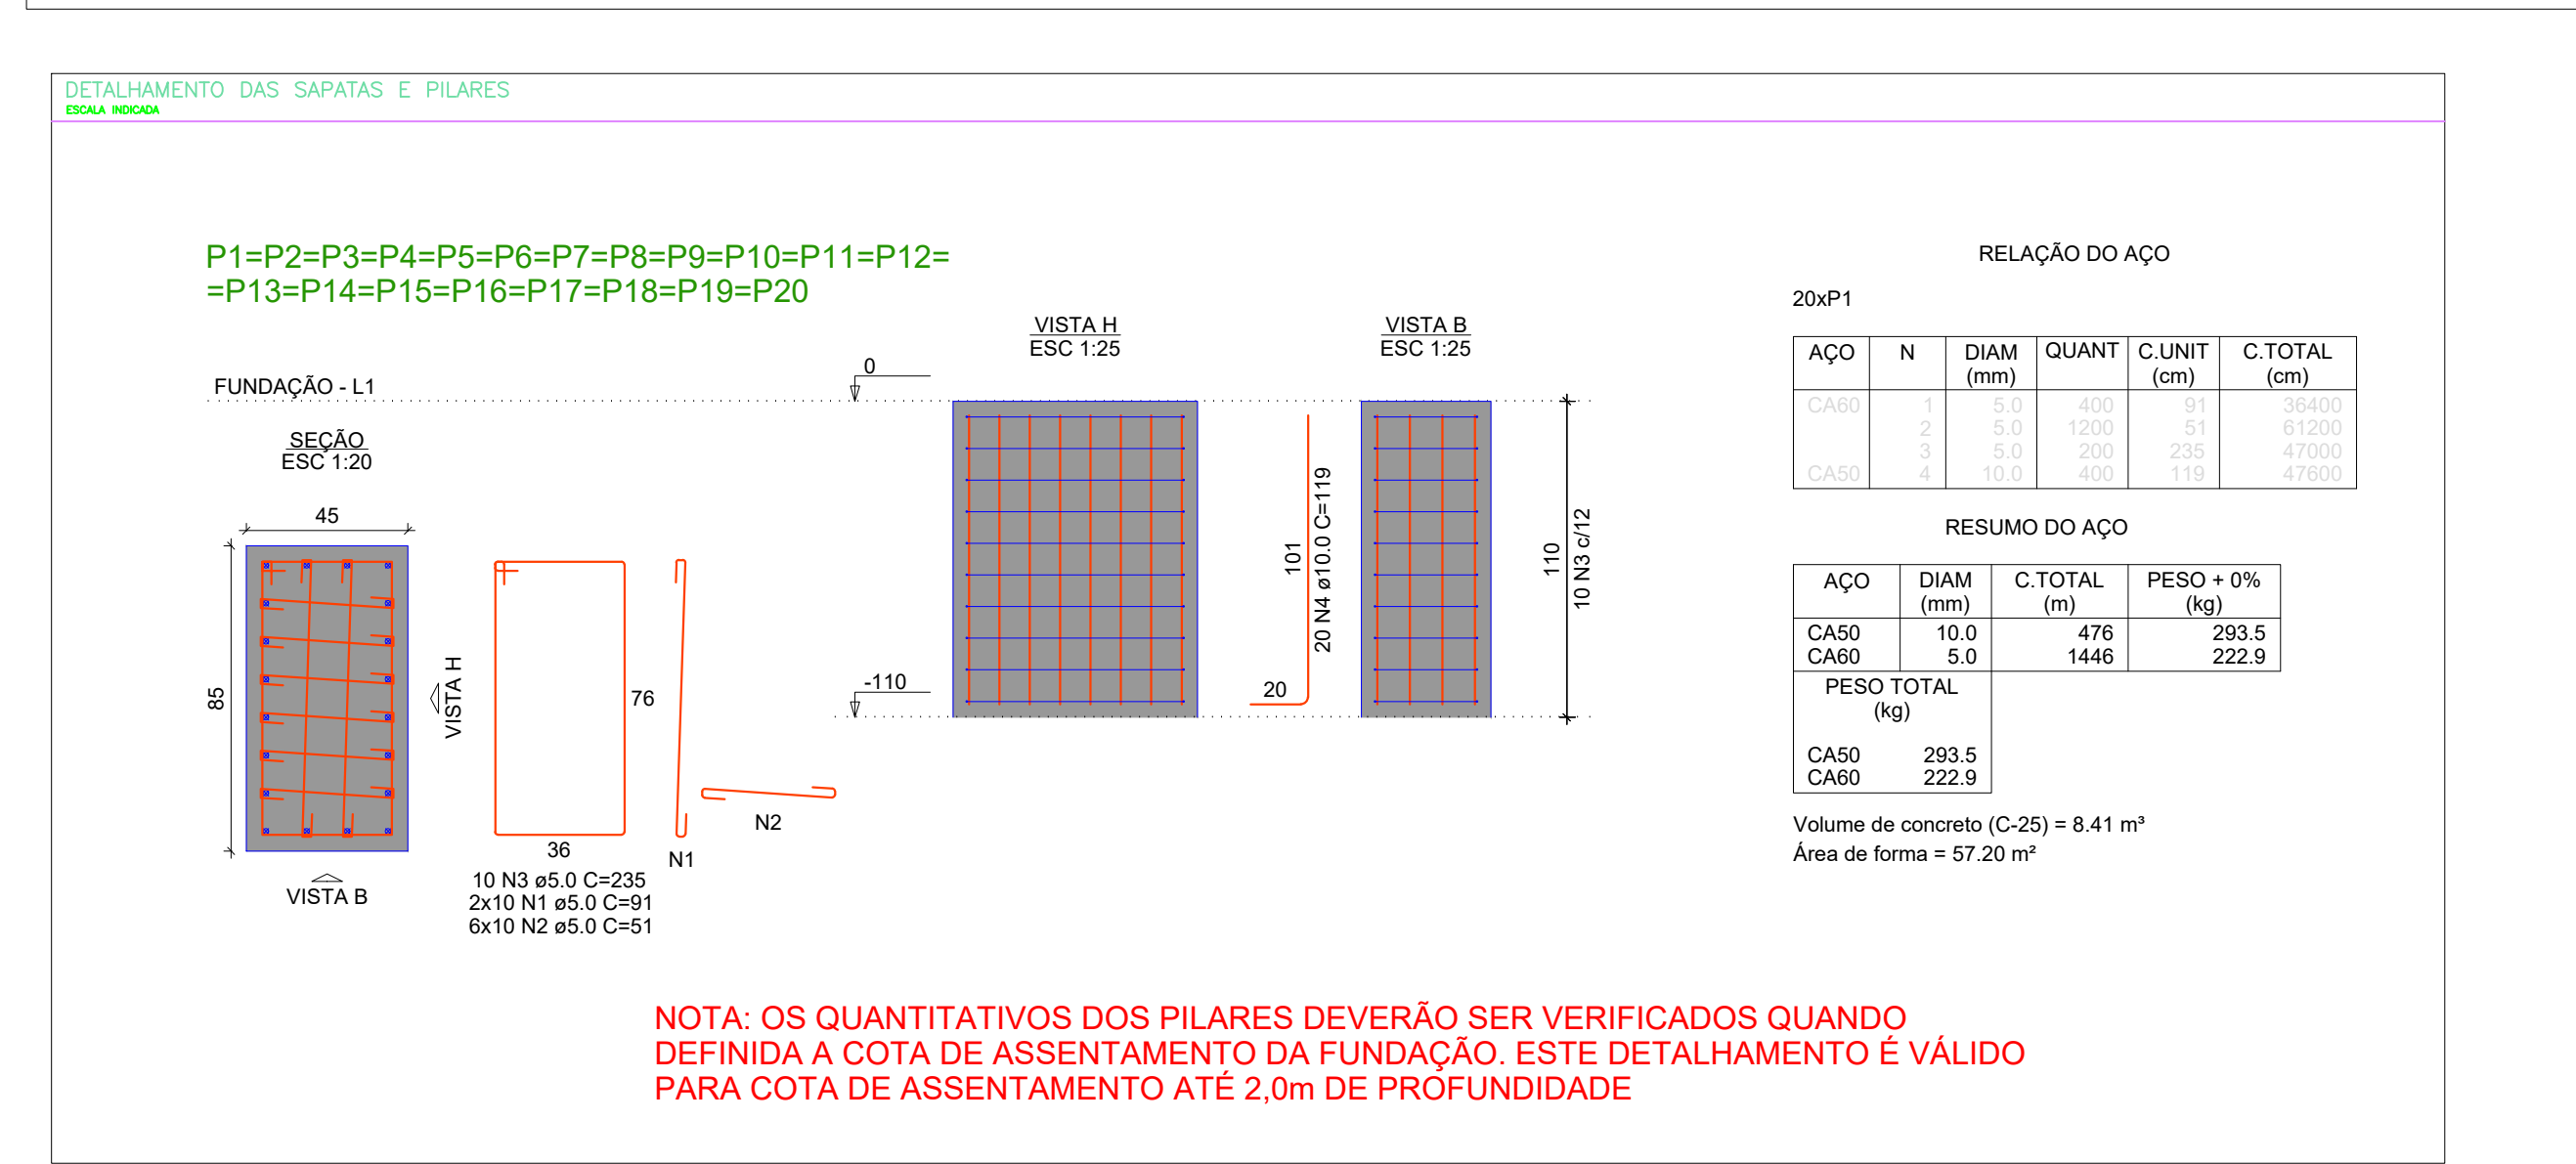 DETALHAMENTO DAS SAPATAS E PILARES
ESCALA INDICADA
P1=P2=P3=P4=P5=P6=P7=P8=P9=P10=P11=P12=
=P13=P14=P15=P16=P17=P18=P19=P20
FUNDAÇÃO - L1
SEÇÃO
ESC 1:20
45
85
VISTA H
VISTA B
76
36
N1
N2
10 N3 ø5.0 C=235
2x10 N1 ø5.0 C=91
6x10 N2 ø5.0 C=51
0
-110
VISTA H
ESC 1:25
101
20 N4 ø10.0 C=119
20
VISTA B
ESC 1:25
110
10 N3 c/12
RELAÇÃO DO AÇO
20xP1
AÇO N DIAM QUANT C.UNIT C.TOTAL
(mm) (cm) (cm)
CA60 1 5.0 400 91 36400
2 5.0 1200 51 61200
3 5.0 200 235 47000
CA50 4 10.0 400 119 47600
RESUMO DO AÇO
AÇO DIAM C.TOTAL PESO + 0%
(mm) (m) (kg)
CA50 10.0 476 293.5
CA60 5.0 1446 222.9
PESO TOTAL
(kg)
CA50 293.5
CA60 222.9
Volume de concreto (C-25) = 8.41 m³
Área de forma = 57.20 m²
NOTA: OS QUANTITATIVOS DOS PILARES DEVERÃO SER VERIFICADOS QUANDO
DEFINIDA A COTA DE ASSENTAMENTO DA FUNDAÇÃO. ESTE DETALHAMENTO É VÁLIDO
PARA COTA DE ASSENTAMENTO ATÉ 2,0m DE PROFUNDIDADE